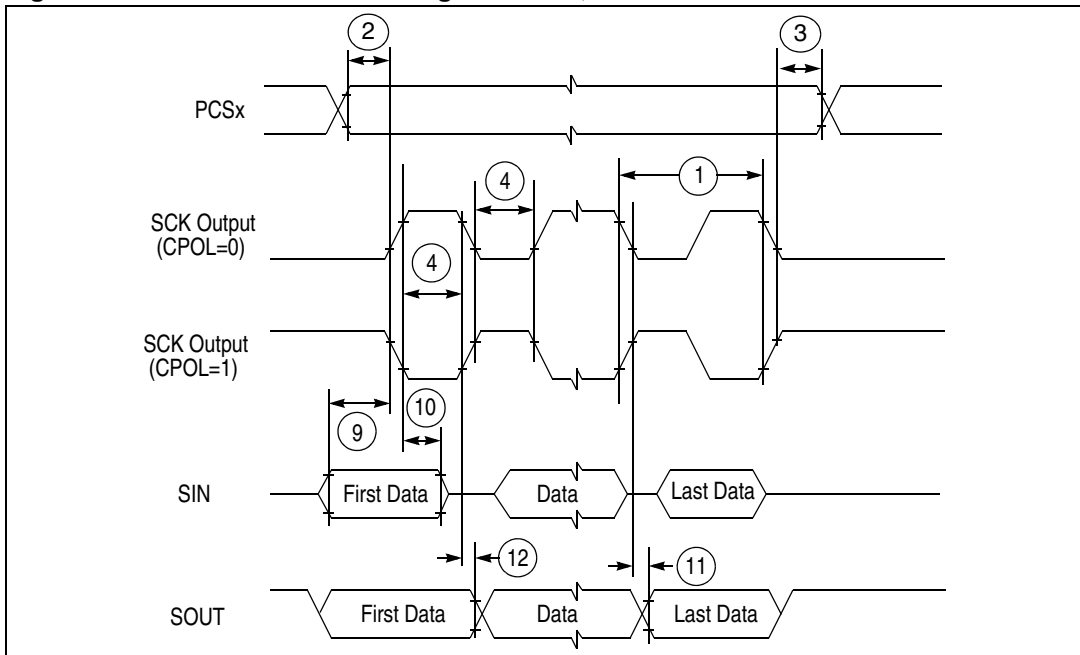 2
3
PCSx
4
1
SCK Output
(CPOL=0)
4
SCK Output
(CPOL=1)
10
9
SIN
First Data
Data
Last Data
12
11
SOUT
First Data
Data
Last Data